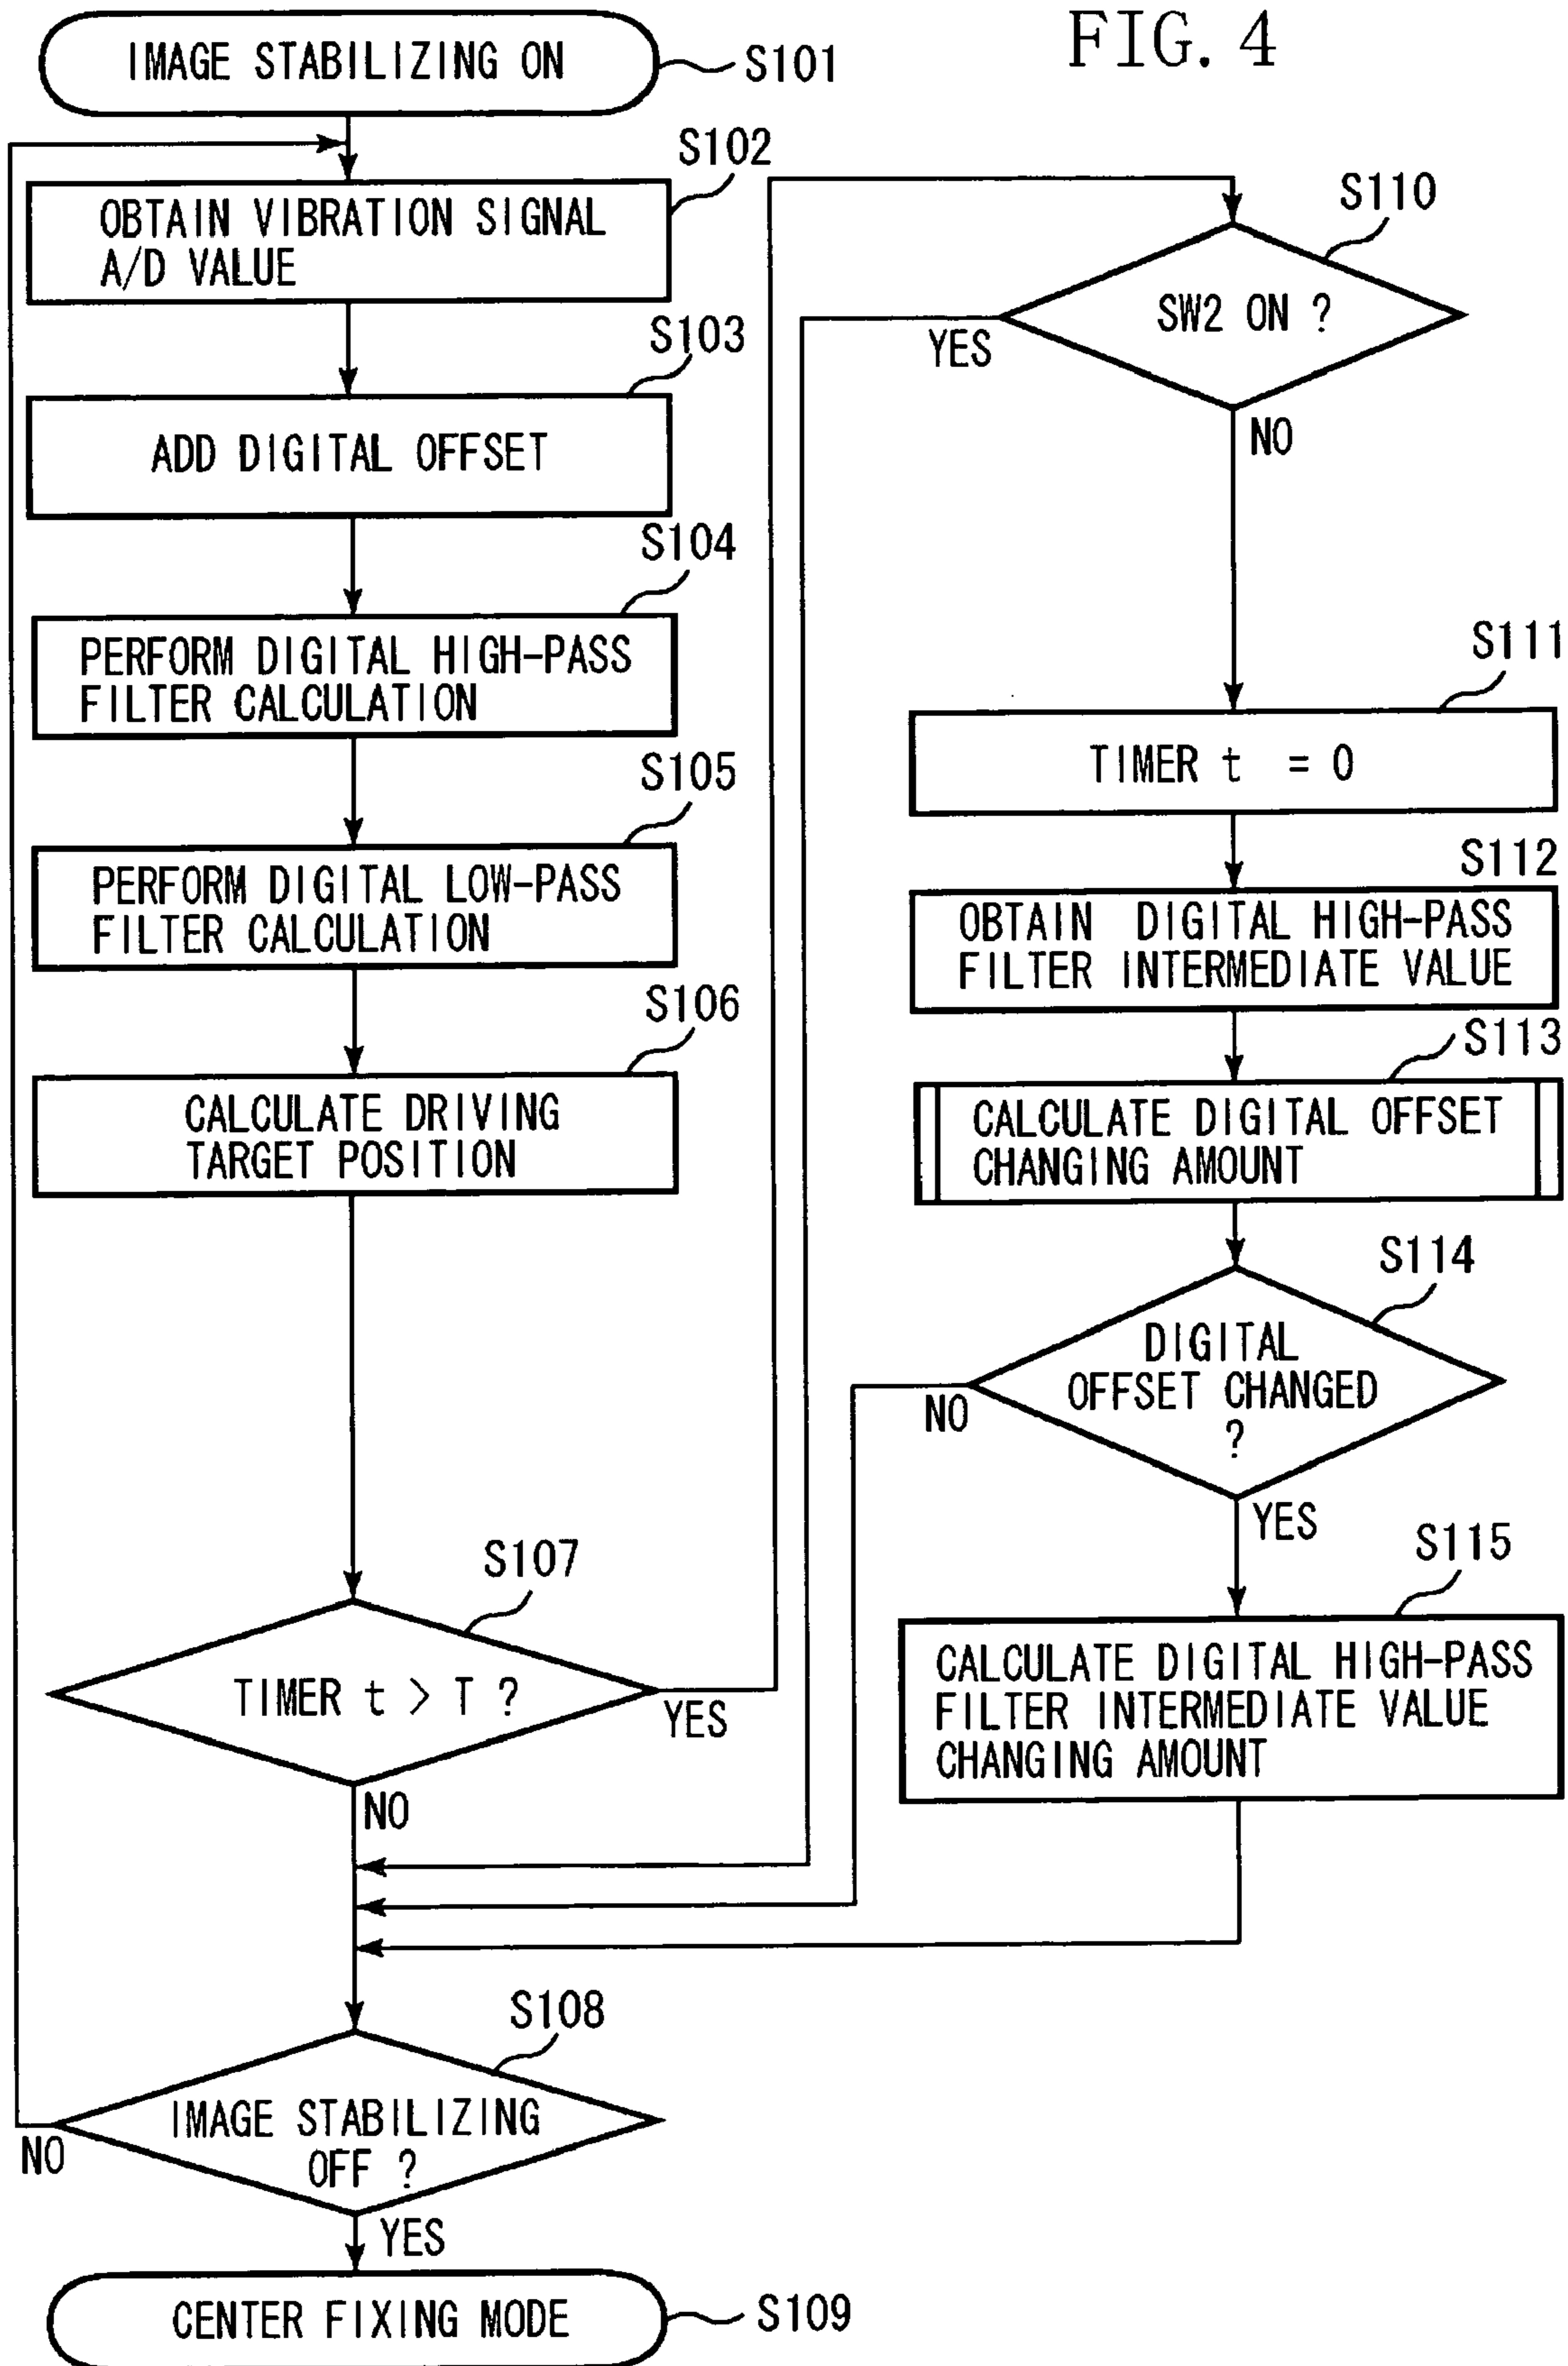 FIG. 4
IMAGE STABILIZING ON
S101
S102
OBTAIN VIBRATION SIGNAL
A/D VALUE
S103
ADD DIGITAL OFFSET
S104
PERFORM DIGITAL HIGH-PASS
FILTER CALCULATION
S105
PERFORM DIGITAL LOW-PASS
FILTER CALCULATION
S106
CALCULATE DRIVING
TARGET POSITION
S107
TIMER t > T ?
YES
NO
S108
IMAGE STABILIZING
OFF ?
NO
YES
CENTER FIXING MODE
S109
S110
SW2 ON ?
YES
NO
S111
TIMER t = 0
S112
OBTAIN DIGITAL HIGH-PASS
FILTER INTERMEDIATE VALUE
S113
CALCULATE DIGITAL OFFSET
CHANGING AMOUNT
S114
DIGITAL
OFFSET CHANGED
?
NO
YES
S115
CALCULATE DIGITAL HIGH-PASS
FILTER INTERMEDIATE VALUE
CHANGING AMOUNT